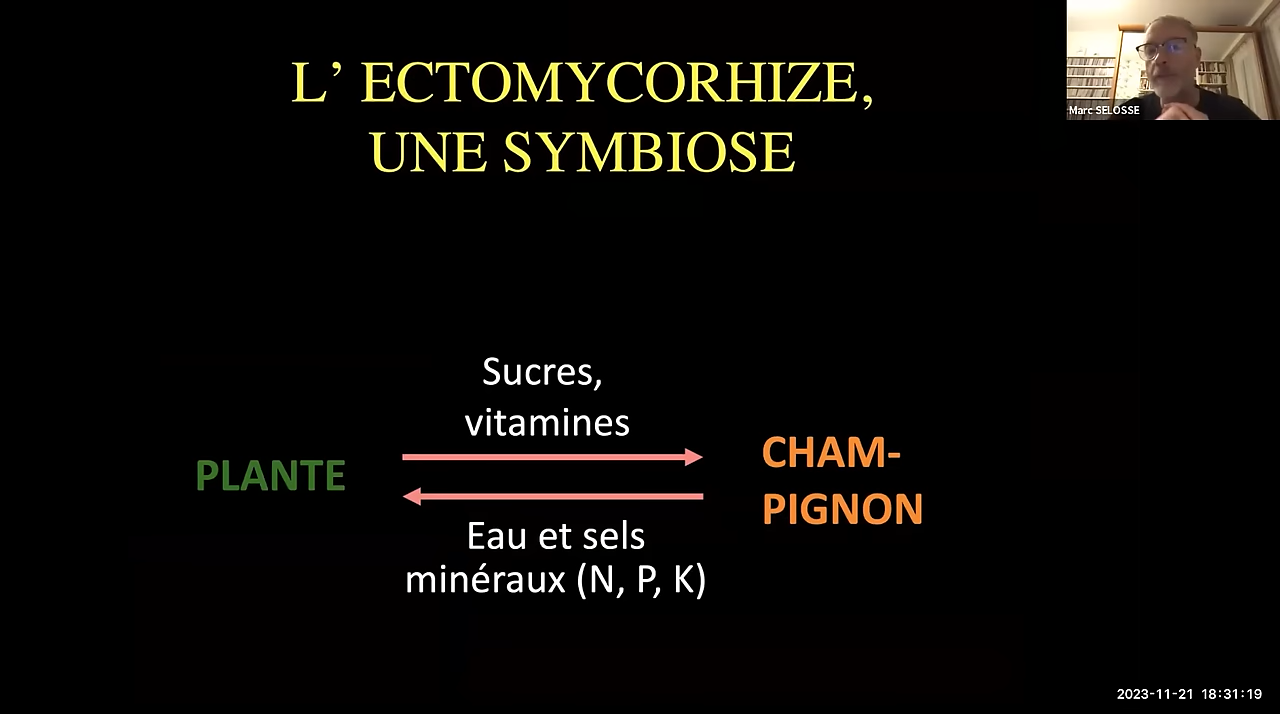 L’ ECTOMYCORHIZE,
UNE SYMBIOSE
Marc SELOSSE
Sucres,
vitamines
PLANTE
CHAM-
PIGNON
Eau et sels
minéraux (N, P, K)
2023-11-21 18:31:19